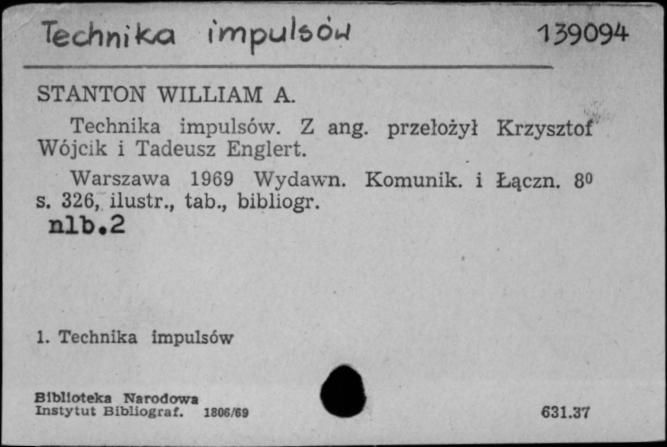 Technika impulsów 139094
STANTON WILLIAM A.
Technika impulsów. Z ang. przełożył Krzysztof
Wójcik i Tadeusz Englert.
Warszawa 1969 Wydawn. Komunik. i Łączn. 8⁰
s. 326, ilustr., tab., bibliogr.
nlb.2
1. Technika impulsów
Biblioteka Narodowa
Instytut Bibliograf. 1806/69 631.37